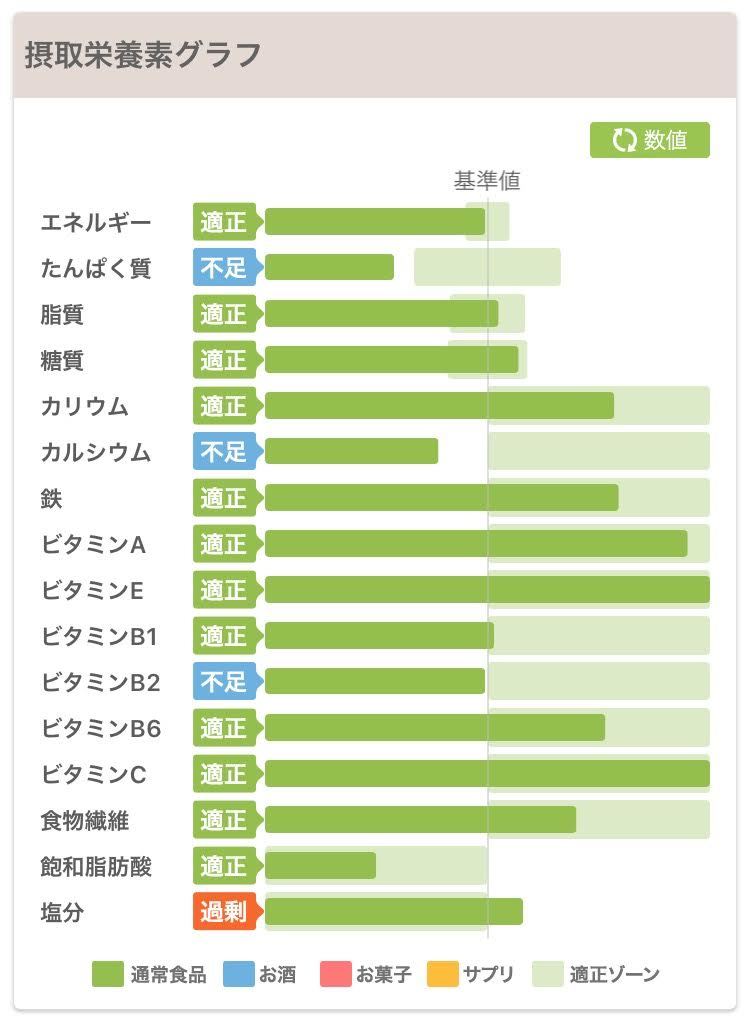 摂取栄養素グラフ
数値
基準値
エネルギー 適正
たんぱく質 不足
脂質 適正
糖質 適正
カリウム 適正
カルシウム 不足
鉄 適正
ビタミンA 適正
ビタミンE 適正
ビタミンB1 適正
ビタミンB2 不足
ビタミンB6 適正
ビタミンC 適正
食物繊維 適正
飽和脂肪酸 適正
塩分 過剰
通常食品 お酒 お菓子 サプリ 適正ゾーン